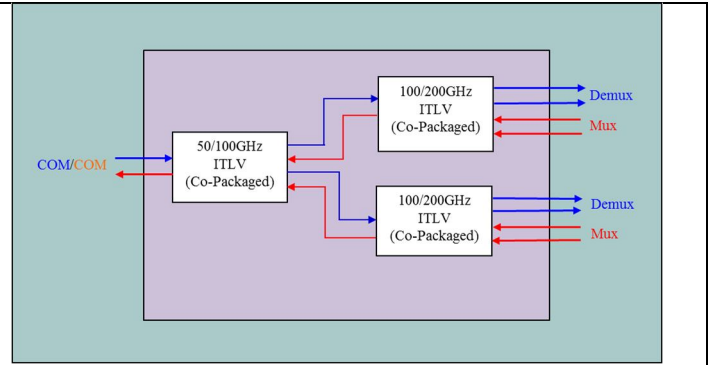 100/200GHz
ITLV
(Co-Packaged)
Demux
Mux
50/100GHz
ITLV
(Co-Packaged)
COM/COM
100/200GHz
ITLV
(Co-Packaged)
Demux
Mux